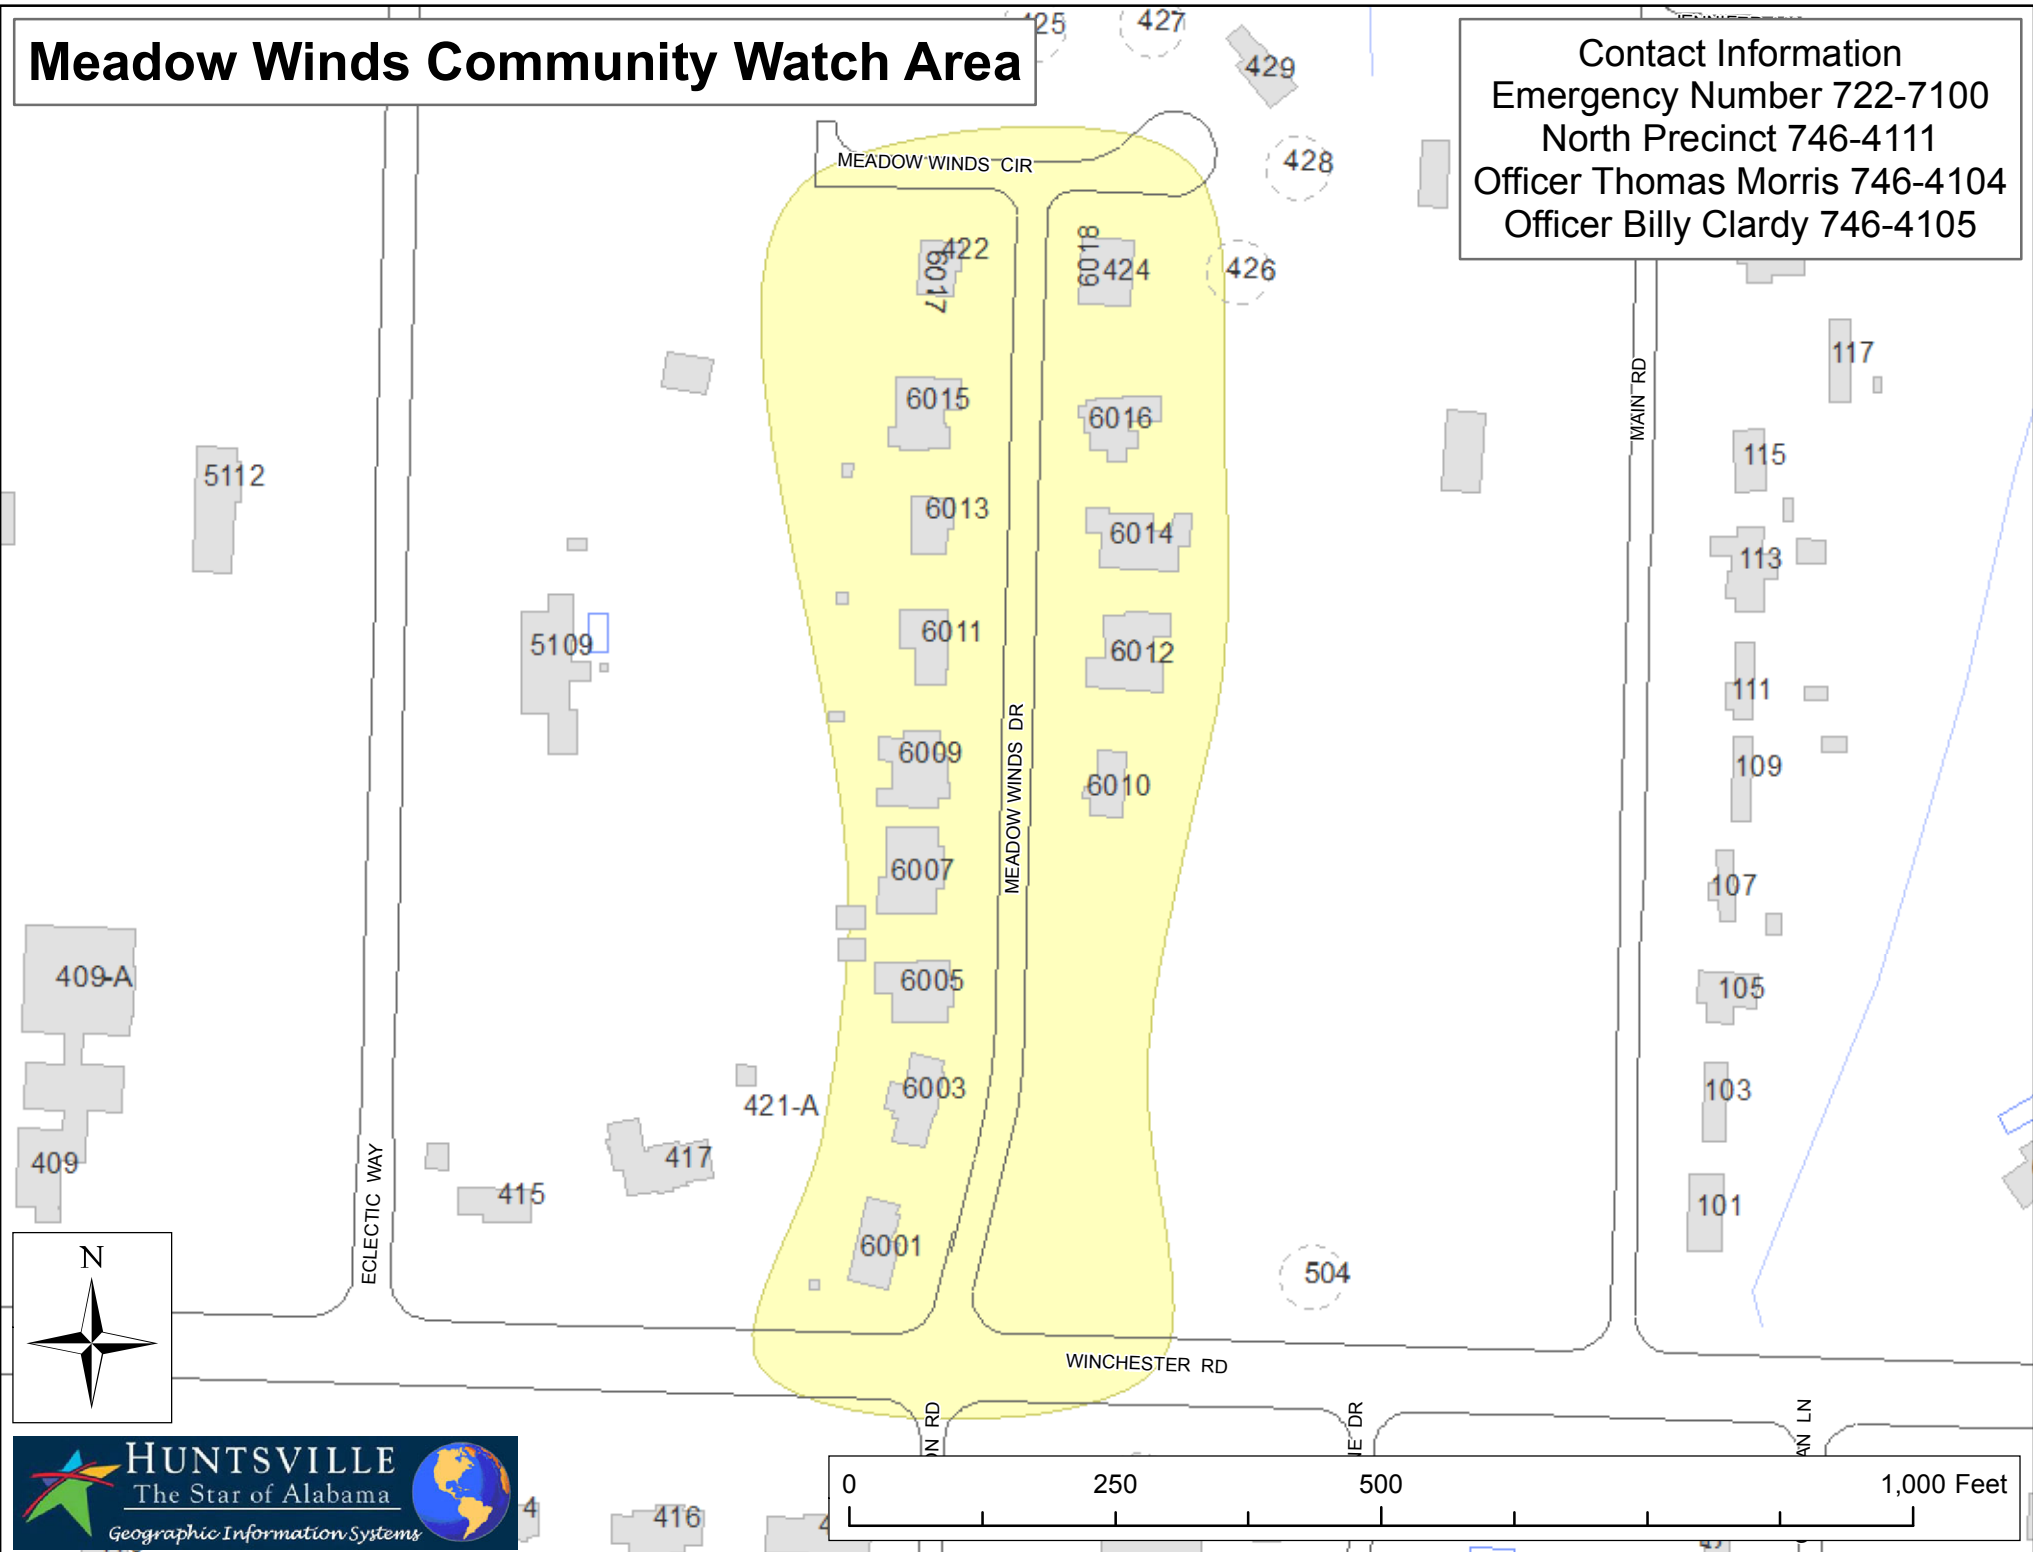 Meadow Winds Community Watch Area
Contact Information
Emergency Number 722-7100
North Precinct 746-4111
Officer Thomas Morris 746-4104
Officer Billy Clardy 746-4105
427
429
428
MEADOW WINDS CIR
422
6017
6018
424
426
117
MAIN RD
6015
6016
115
5112
6013
6014
113
5109
6011
6012
111
MEADOW WINDS DR
6009
6010
109
6007
107
409-A
6005
105
6003
103
421-A
409
417
415
101
ECLECTIC WAY
6001
504
N
WINCHESTER RD
RD
DR
LN
HUNTSVILLE
The Star of Alabama
Geographic Information Systems
416
0 250 500 1,000 Feet